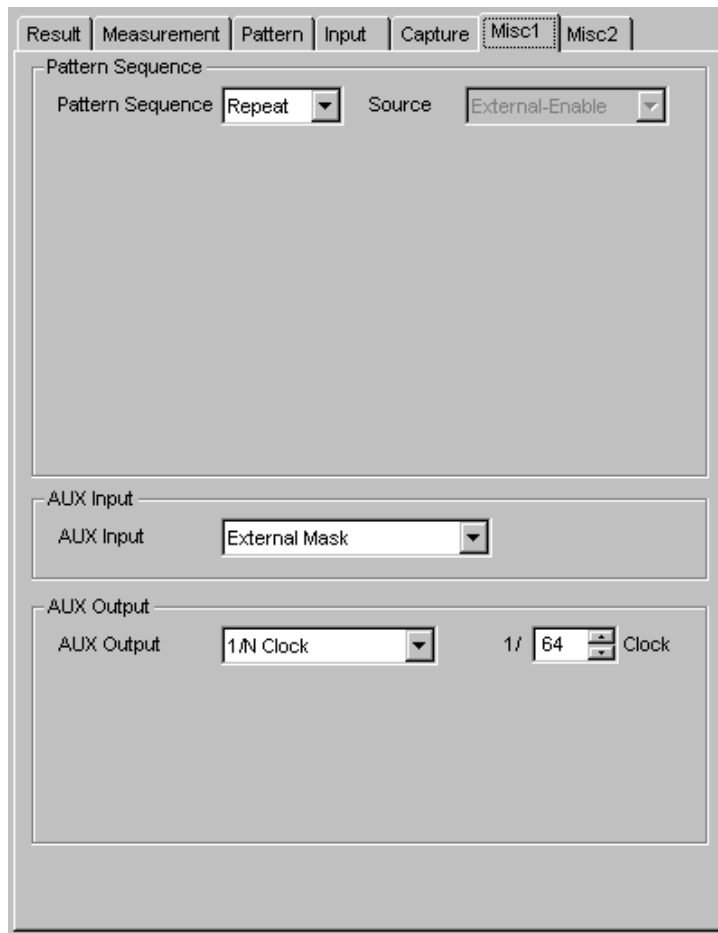 Result Measurement Pattern Input Capture Misc1 Misc2
Pattern Sequence
Pattern Sequence Repeat Source External-Enable
AUX Input
AUX Input External Mask
AUX Output
AUX Output 1/N Clock 1/ 64 Clock